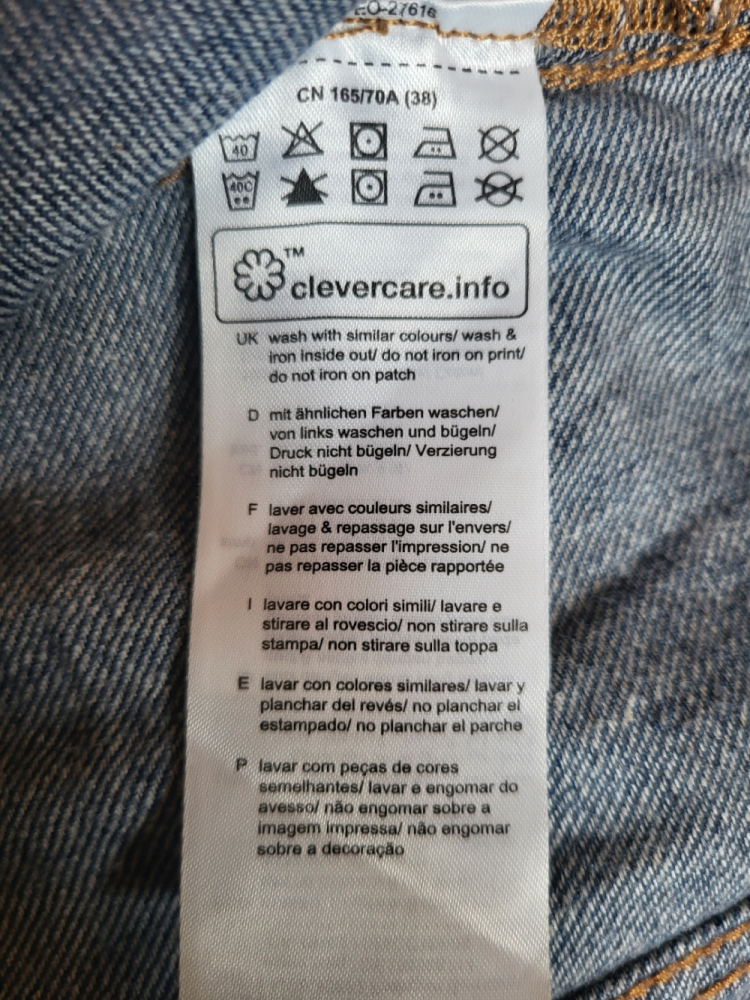 CN 165/70A (38)
40
40C
TM
clevercare.info
UK wash with similar colours/ wash &
iron inside out/ do not iron on print/
do not iron on patch
D mit ähnlichen Farben waschen/
von links waschen und bügeln/
Druck nicht bügeln/ Verzierung
nicht bügeln
F laver avec couleurs similaires/
lavage & repassage sur l'envers/
ne pas repasser l'impression/ ne
pas repasser la pièce rapportée
I lavare con colori simili/ lavare e
stirare al rovescio/ non stirare sulla
stampa/ non stirare sulla toppa
E lavar con colores similares/ lavar y
planchar del revés/ no planchar el
estampado/ no planchar el parche
P lavar com peças de cores
semelhantes/ lavar e engomar do
avesso/ não engomar sobre a
imagem impressa/ não engomar
sobre a decoração